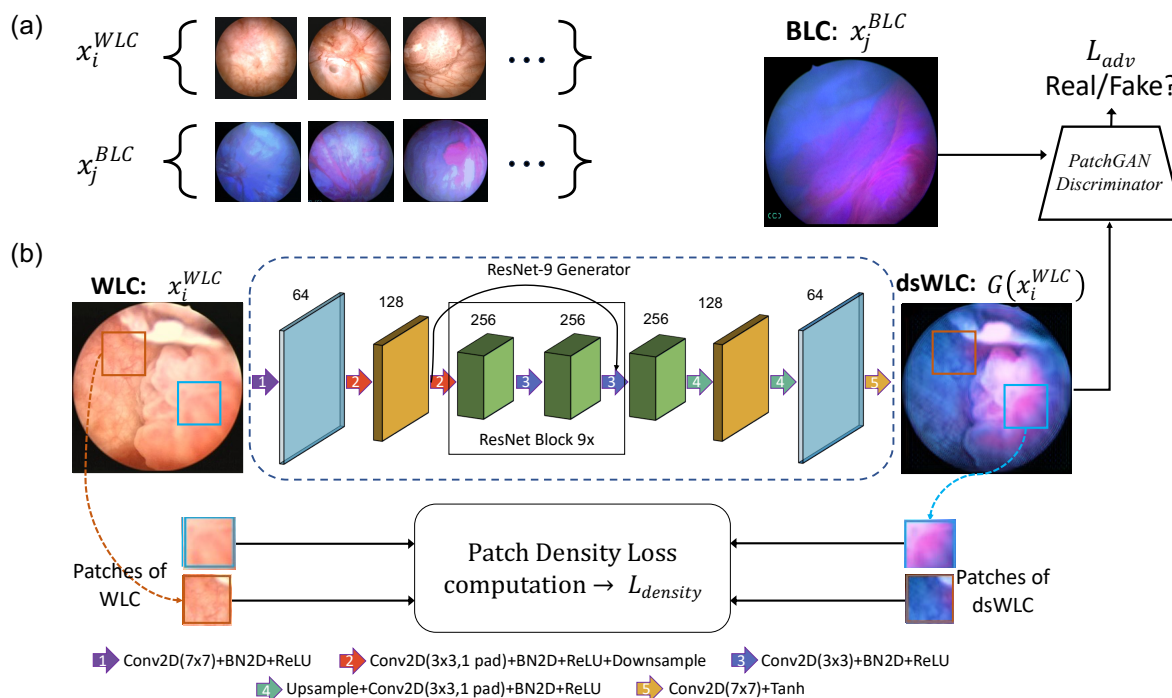 (a)
x_i^{WLC}
...
x_j^{BLC}
...
BLC: x_j^{BLC}
(C)
L_{adv}
Real/Fake?
PatchGAN
Discriminator
(b)
WLC: x_i^{WLC}
ResNet-9 Generator
64
128
256
256
256
128
64
1
2
2
3
3
4
4
5
ResNet Block 9x
dsWLC: G(x_i^{WLC})
Patches of
WLC
Patch Density Loss
computation → L_{density}
Patches of
dsWLC
1 Conv2D(7x7)+BN2D+ReLU
2 Conv2D(3x3,1 pad)+BN2D+ReLU+Downsample
3 Conv2D(3x3)+BN2D+ReLU
4 Upsample+Conv2D(3x3,1 pad)+BN2D+ReLU
5 Conv2D(7x7)+Tanh